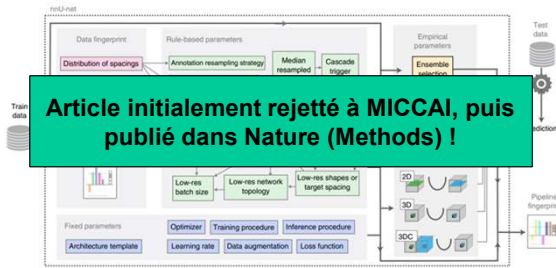 nnU-net
Data fingerprint
Rule-based parameters
Empirical
parameters
Test
data
Distribution of spacings
Annotation resampling strategy
Median
resampled
Cascade
trigger
Ensemble
selection
Train
data
Article initialement rejetté à MICCAI, puis
publié dans Nature (Methods) !
Low-res
batch size
Low-res network
topology
Low-res shapes or
target spacing
2D
3D
3DC
Pipeline
fingerprint
Fixed parameters
Optimizer
Training procedure
Inference procedure
Architecture template
Learning rate
Data augmentation
Loss function